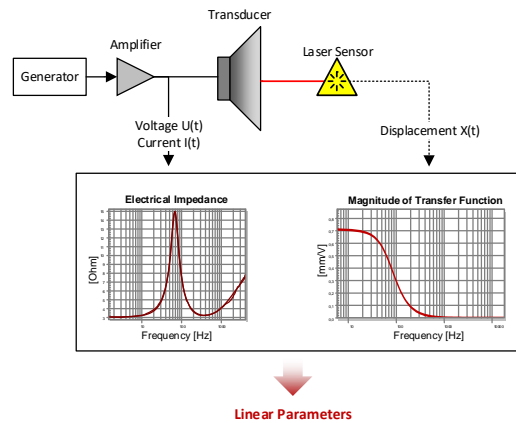 Transducer
Amplifier
Laser Sensor
Generator
Voltage U(t)
Current I(t)
Displacement X(t)
Electrical Impedance
Magnitude of Transfer Function
[Ohm]
[mm/V]
Frequency [Hz]
Frequency [Hz]
Linear Parameters